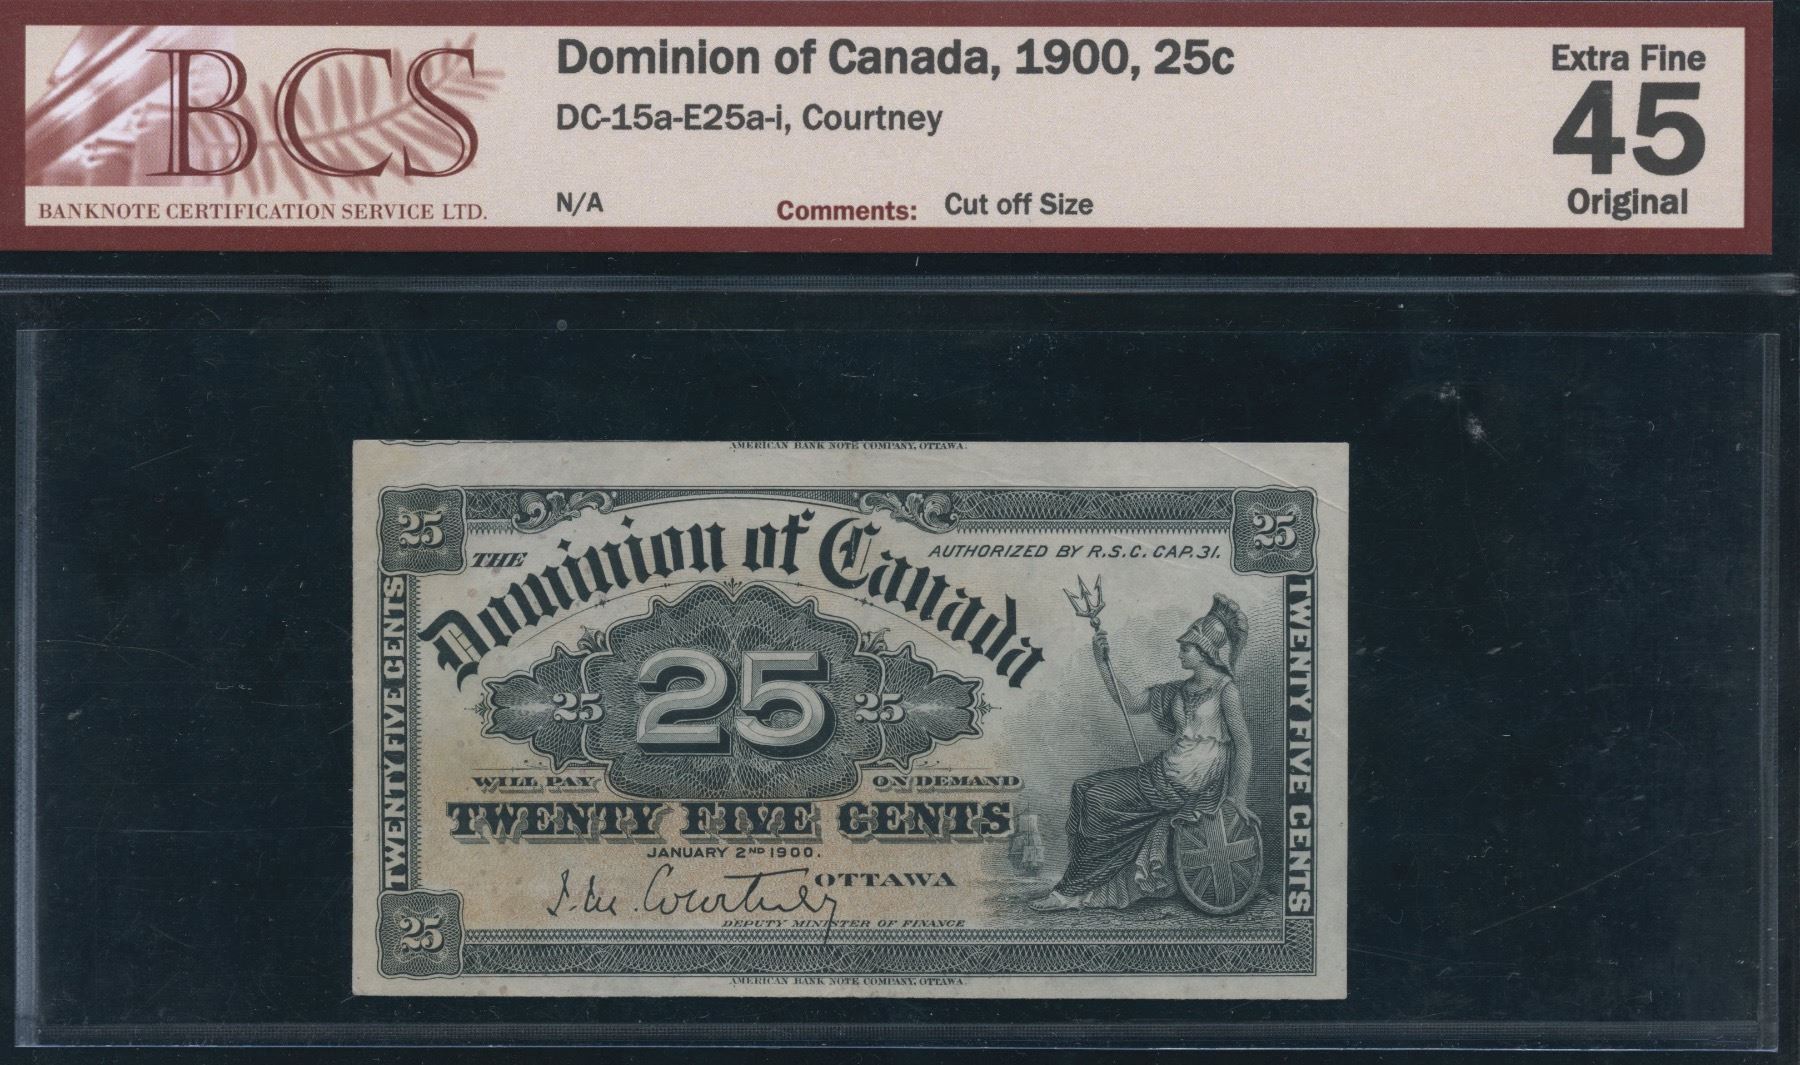 BCS
BANKNOTE CERTIFICATION SERVICE LTD.
Dominion of Canada, 1900, 25c
DC-15a-E25a-i, Courtney
N/A
Comments: Cut off Size
Extra Fine
45
Original
AMERICAN BANK NOTE COMPANY, OTTAWA.
25
25
THE
Dominion of Canada
AUTHORIZED BY R.S.C. CAP. 31.
TWENTY FIVE CENTS
TWENTY FIVE CENTS
25
25
25
WILL PAY
ON DEMAND
TWENTY FIVE CENTS
JANUARY 2ND 1900.
OTTAWA
J. M. Courtney
DEPUTY MINISTER OF FINANCE
25
AMERICAN BANK NOTE COMPANY, OTTAWA.